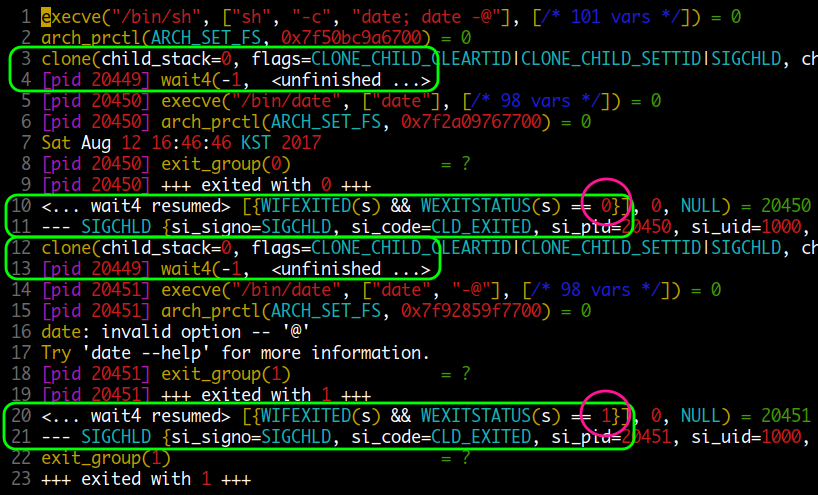 1 execve("/bin/sh", ["sh", "-c", "date; date -@"], [/* 101 vars */]) = 0
2 arch_prctl(ARCH_SET_FS, 0x7f50bc9a6700) = 0
3 clone(child_stack=0, flags=CLONE_CHILD_CLEARTID|CLONE_CHILD_SETTID|SIGCHLD, ch
4 [pid 20449] wait4(-1,  <unfinished ...>
5 [pid 20450] execve("/bin/date", ["date"], [/* 98 vars */]) = 0
6 [pid 20450] arch_prctl(ARCH_SET_FS, 0x7f2a09767700) = 0
7 Sat Aug 12 16:46:46 KST 2017
8 [pid 20450] exit_group(0)               = ?
9 [pid 20450] +++ exited with 0 +++
10 <... wait4 resumed> [{WIFEXITED(s) && WEXITSTATUS(s) == 0}], 0, NULL) = 20450
11 --- SIGCHLD {si_signo=SIGCHLD, si_code=CLD_EXITED, si_pid=20450, si_uid=1000,
12 clone(child_stack=0, flags=CLONE_CHILD_CLEARTID|CLONE_CHILD_SETTID|SIGCHLD, ch
13 [pid 20449] wait4(-1,  <unfinished ...>
14 [pid 20451] execve("/bin/date", ["date", "-@"], [/* 98 vars */]) = 0
15 [pid 20451] arch_prctl(ARCH_SET_FS, 0x7f92859f7700) = 0
16 date: invalid option -- '@'
17 Try 'date --help' for more information.
18 [pid 20451] exit_group(1)               = ?
19 [pid 20451] +++ exited with 1 +++
20 <... wait4 resumed> [{WIFEXITED(s) && WEXITSTATUS(s) == 1}], 0, NULL) = 20451
21 --- SIGCHLD {si_signo=SIGCHLD, si_code=CLD_EXITED, si_pid=20451, si_uid=1000,
22 exit_group(1)                           = ?
23 +++ exited with 1 +++